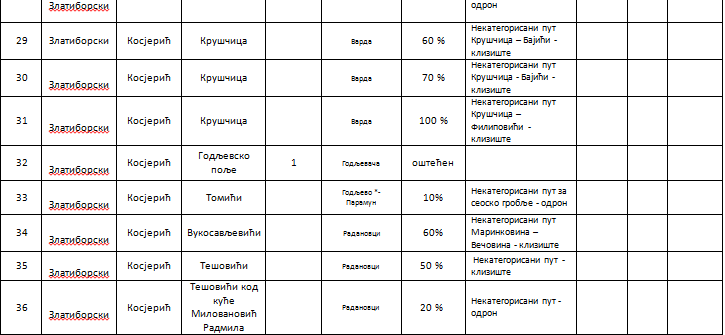 Златиборски
одрон
29 Златиборски Косјерић Крушчица Варда 60 % Некатегорисани пут
Крушчица – Бајићи -
клизиште
30 Златиборски Косјерић Крушчица Варда 70 % Некатегорисани пут
Крушчица - Бајићи -
клизиште
31 Златиборски Косјерић Крушчица Варда 100 % Некатегорисани пут
Крушчица –
Филиповићи -
клизиште
32 Златиборски Косјерић Годљевско
поље 1 Годљеввча оштећен
33 Златиборски Косјерић Томићи Годљево "-
Парамун 10% Некатегорисани пут за
сеоско гробље - одрон
34 Златиборски Косјерић Вукосављевићи Радановци 60% Некатегорисани пут
Маринковина –
Вечовина - клизиште
35 Златиборски Косјерић Тешовићи Радановци 50 % Некатегорисани пут -
клизиште
36 Златиборски Косјерић Тешовићи код
куће
Миловановић
Радмила Радановци 20 % Некатегорисани пут -
одрон